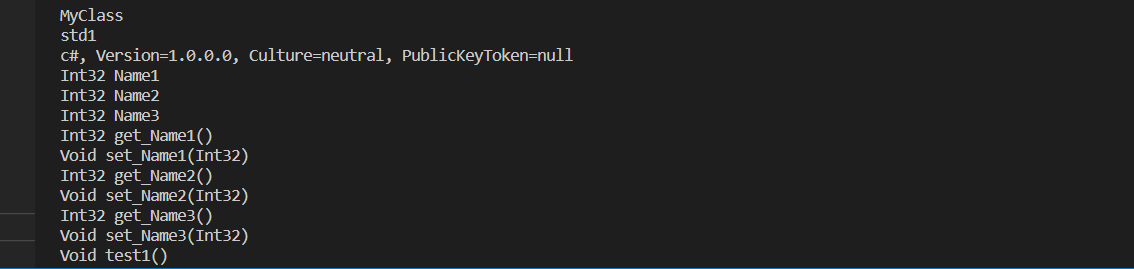 MyClass
std1
c#, Version=1.0.0.0, Culture=neutral, PublicKeyToken=null
Int32 Name1
Int32 Name2
Int32 Name3
Int32 get_Name1()
Void set_Name1(Int32)
Int32 get_Name2()
Void set_Name2(Int32)
Int32 get_Name3()
Void set_Name3(Int32)
Void test1()